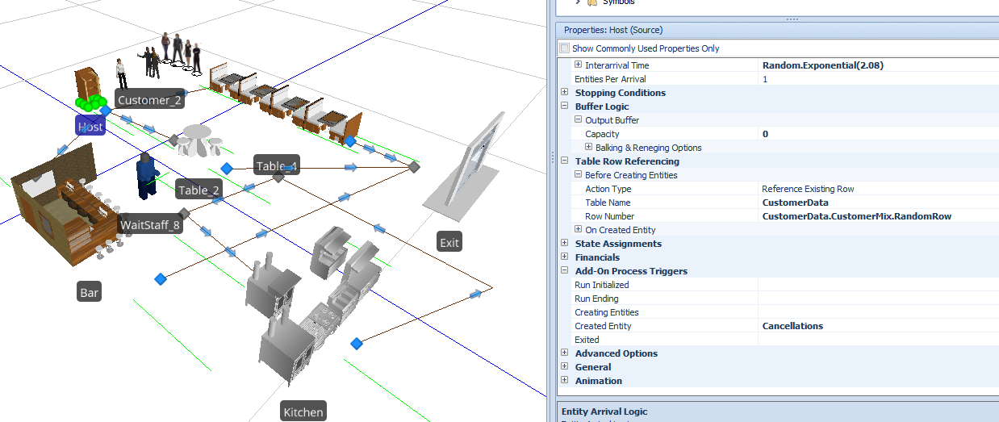 Symbols
Properties: Host (Source)
Show Commonly Used Properties Only
Interarrival Time Random.Exponential(2.08)
Entities Per Arrival 1
Stopping Conditions
Buffer Logic
Output Buffer
Capacity 0
Balking & Reneging Options
Table Row Referencing
Before Creating Entities
Action Type Reference Existing Row
Table Name CustomerData
Row Number CustomerData.CustomerMix.RandomRow
On Created Entity
State Assignments
Financials
Add-On Process Triggers
Run Initialized
Run Ending
Creating Entities
Created Entity Cancellations
Exited
Advanced Options
General
Animation
Entity Arrival Logic
Customer_2
Host
Table_4
Table_2
WaitStaff_8
Exit
Bar
Kitchen